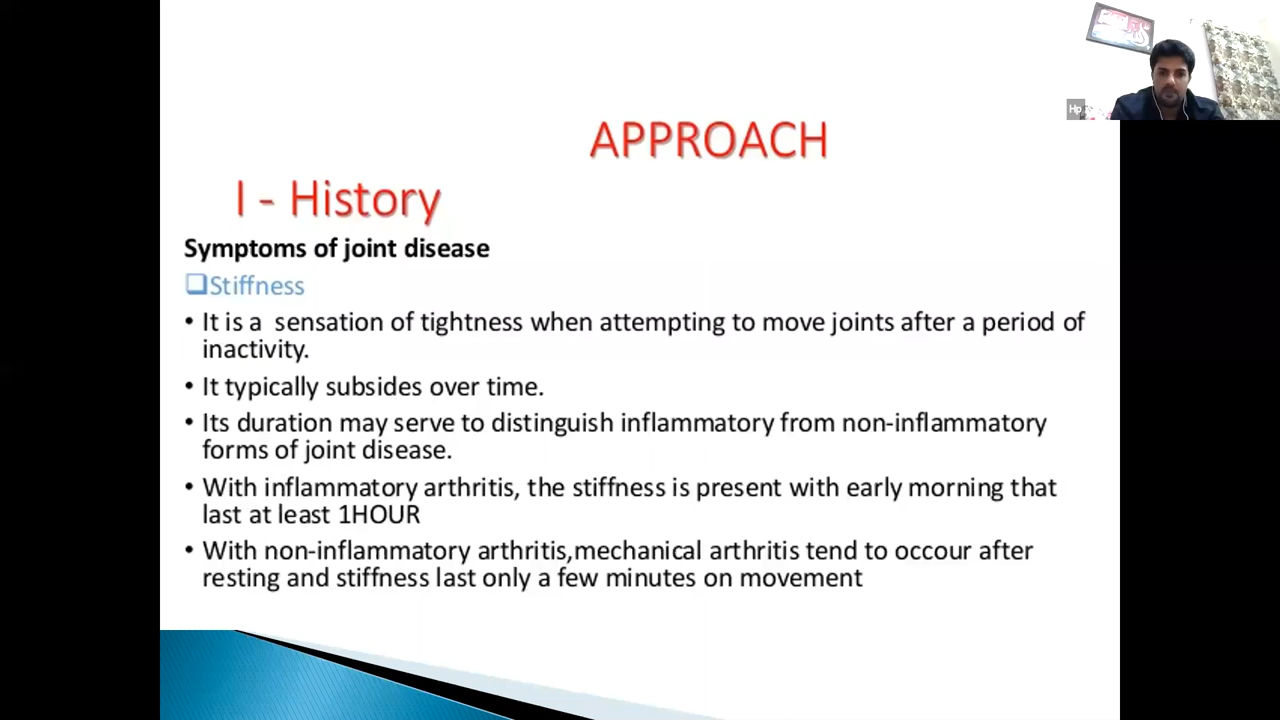 Hp
APPROACH
I - History
Symptoms of joint disease
❑Stiffness
• It is a sensation of tightness when attempting to move joints after a period of
inactivity.
• It typically subsides over time.
• Its duration may serve to distinguish inflammatory from non-inflammatory
forms of joint disease.
• With inflammatory arthritis, the stiffness is present with early morning that
last at least 1HOUR
• With non-inflammatory arthritis,mechanical arthritis tend to occour after
resting and stiffness last only a few minutes on movement